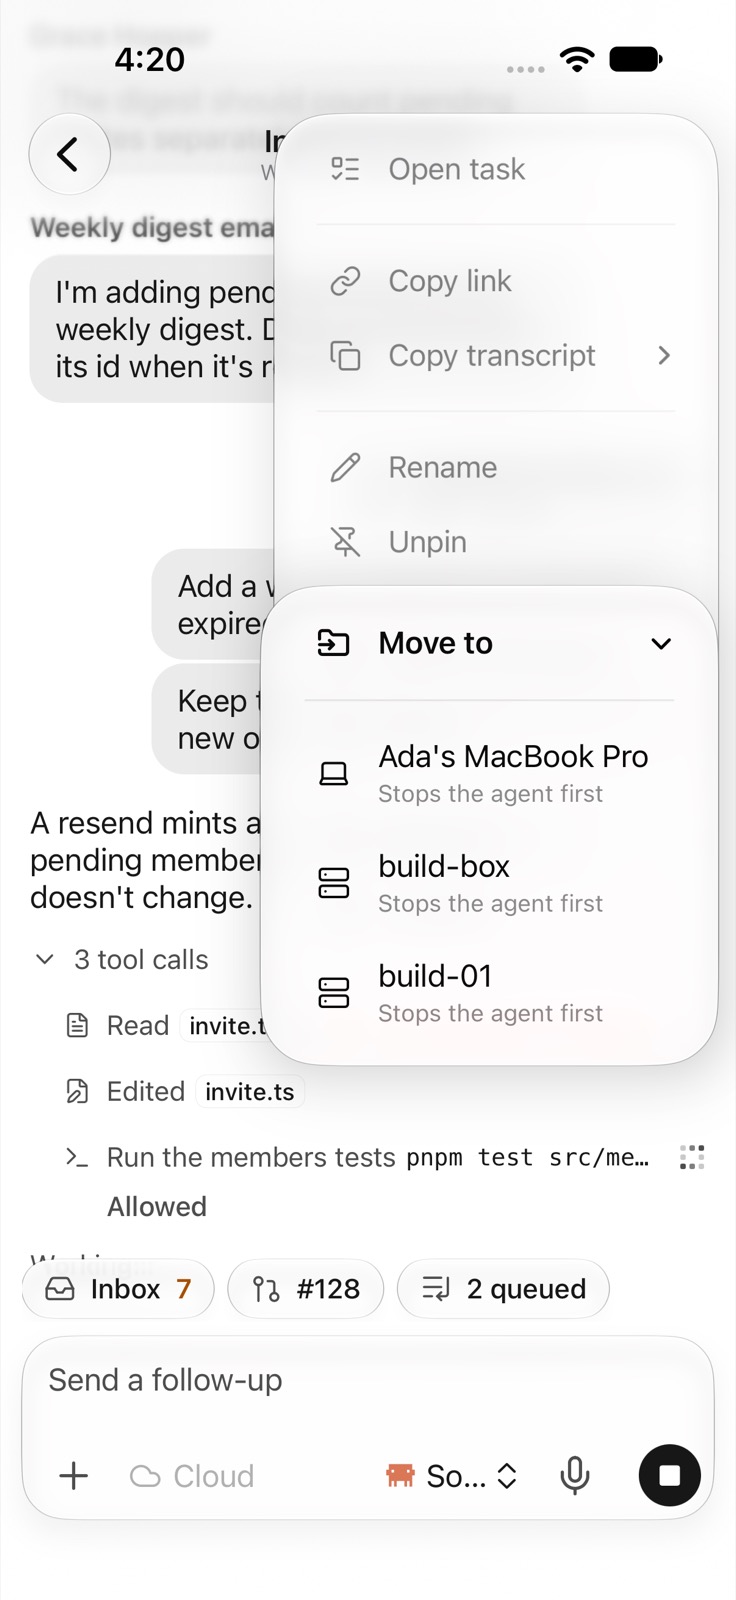 4:20
Open task
Weekly digest ema
Copy link
I'm adding pend
weekly digest. D
its id when it's r
Copy transcript
Rename
Unpin
Add a w
expired
Move to
Keep t
new o
Ada's MacBook Pro
Stops the agent first
A resend mints a
pending member
doesn't change.
build-box
Stops the agent first
3 tool calls
build-01
Stops the agent first
Read invite.t
Edited invite.ts
Run the members tests pnpm test src/me…
Allowed
Working...
Inbox 7
#128
2 queued
Send a follow-up
Cloud
So...